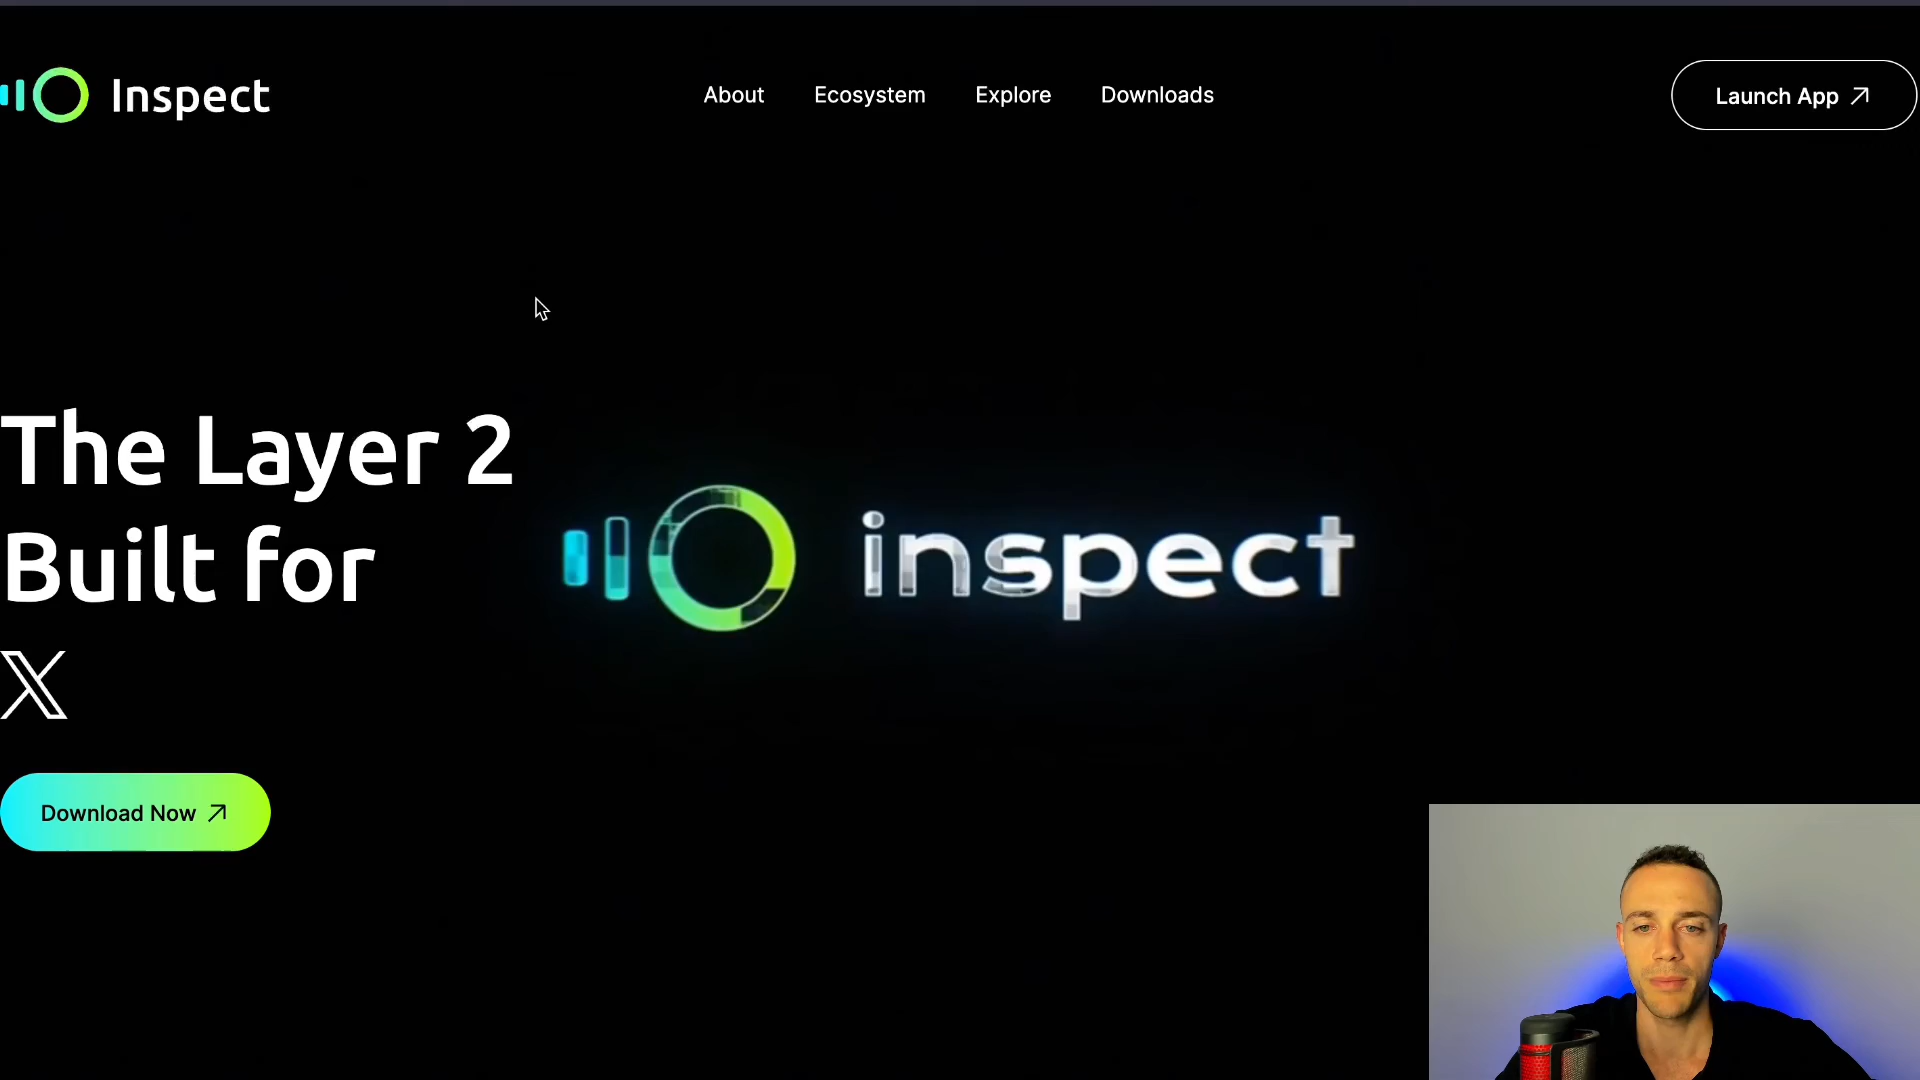 Inspect
About
Ecosystem
Explore
Downloads
Launch App
The Layer 2
Built for
X
Download Now
inspect